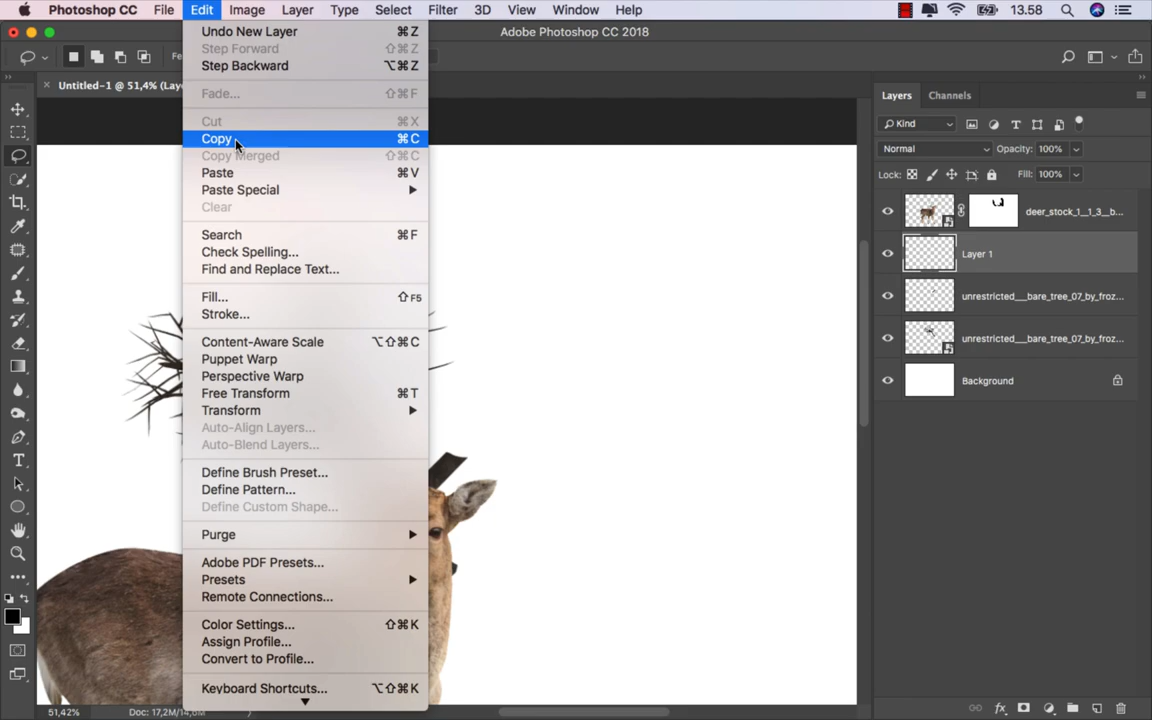 Photoshop CC File Edit Image Layer Type Select Filter 3D View Window Help 13.58
Adobe Photoshop CC 2018
Untitled-1 @ 51,4% (Laye
Undo New Layer ⌘Z
Step Forward ⇧⌘Z
Step Backward ⌥⌘Z
Fade... ⇧⌘F
Cut ⌘X
Copy ⌘C
Copy Merged ⇧⌘C
Paste ⌘V
Paste Special
Clear
Search ⌘F
Check Spelling...
Find and Replace Text...
Fill... ⇧F5
Stroke...
Content-Aware Scale ⌥⇧⌘C
Puppet Warp
Perspective Warp
Free Transform ⌘T
Transform
Auto-Align Layers...
Auto-Blend Layers...
Define Brush Preset...
Define Pattern...
Define Custom Shape...
Purge
Adobe PDF Presets...
Presets
Remote Connections...
Color Settings... ⇧⌘K
Assign Profile...
Convert to Profile...
Keyboard Shortcuts... ⌥⇧⌘K
Layers Channels
Kind
Normal Opacity: 100%
Lock: Fill: 100%
deer_stock_1__1_3__b...
Layer 1
unrestricted__bare_tree_07_by_froz...
unrestricted__bare_tree_07_by_froz...
Background
51,42% Doc: 17,2M/14,6M